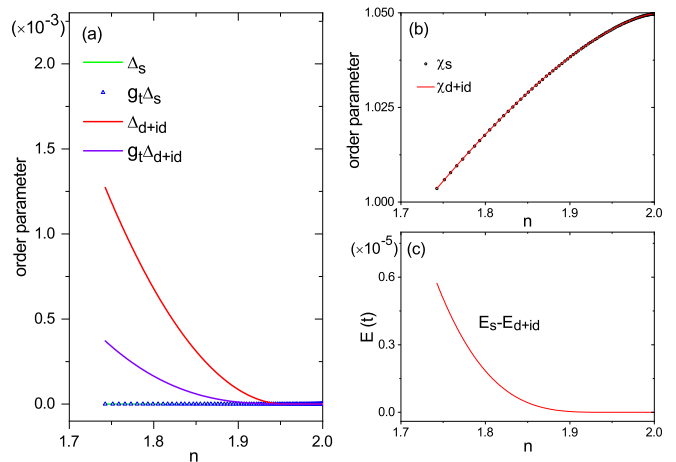 (×10⁻³)
(a)
2.0
1.5
1.0
0.5
0.0
order parameter
Δs
gtΔs
Δd+id
gtΔd+id
1.7 1.8 1.9 2.0
n
(b)
1.050
1.025
1.000
order parameter
χs
χd+id
1.7 1.8 1.9 2.0
n
(×10⁻⁵)
(c)
0.6
0.3
0.0
E (t)
Es-Ed+id
1.7 1.8 1.9 2.0
n